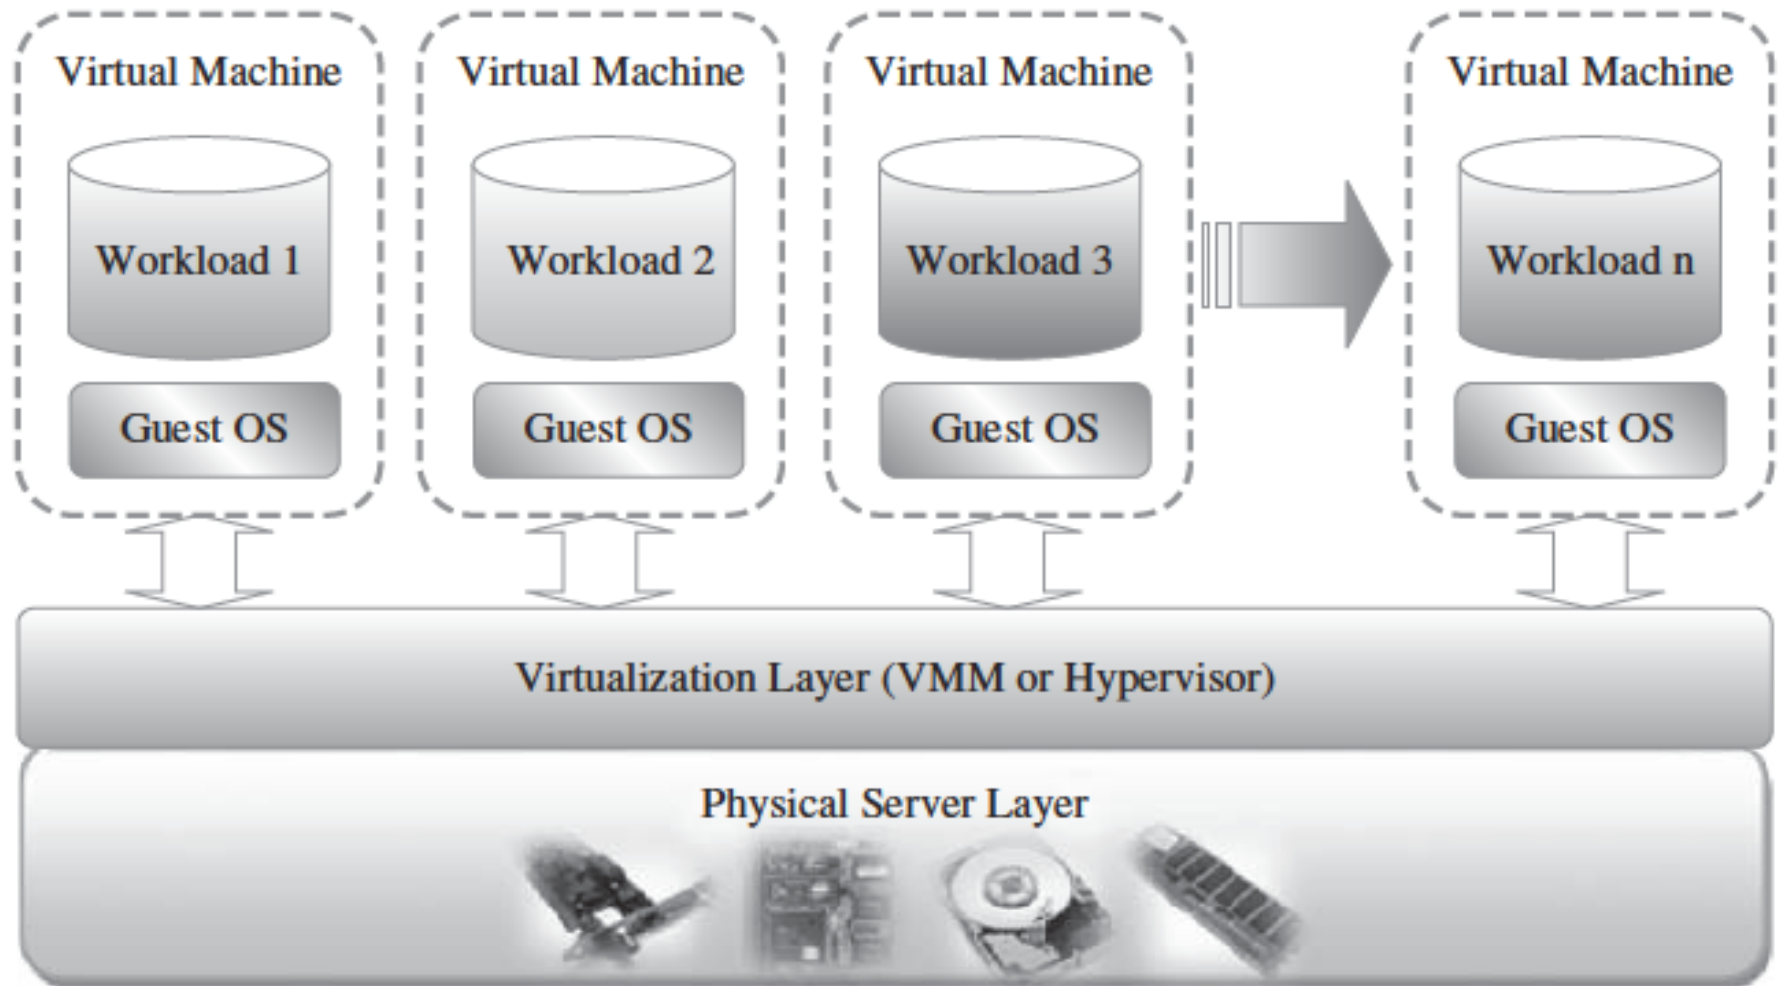 Virtual Machine
Virtual Machine
Virtual Machine
Virtual Machine
Workload 1
Workload 2
Workload 3
Workload n
Guest OS
Guest OS
Guest OS
Guest OS
Virtualization Layer (VMM or Hypervisor)
Physical Server Layer